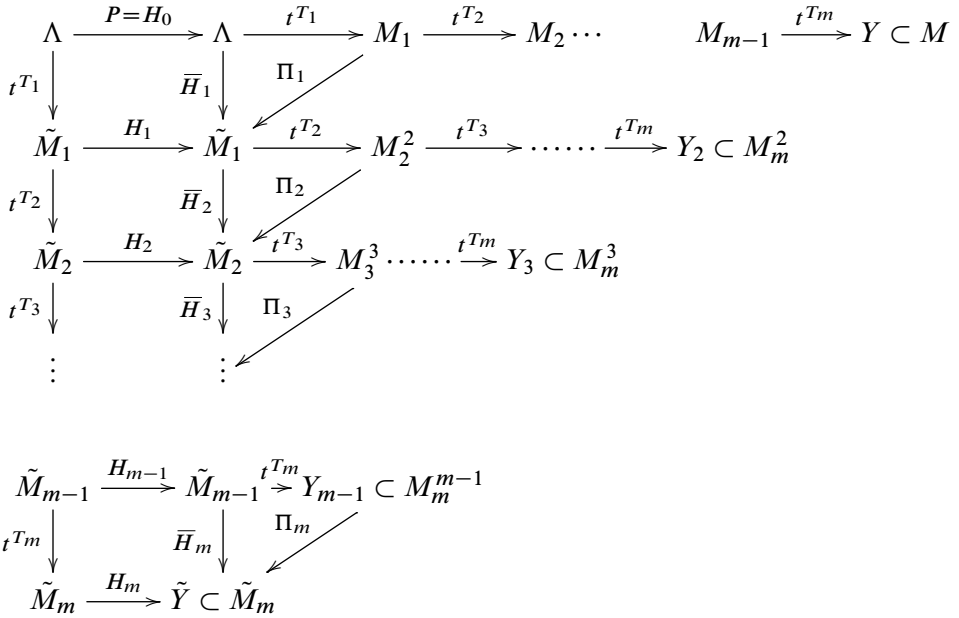 P=H₀ t^{T₁} t^{T₂} t^{T_m}
Λ Λ M₁ M₂ ⋯ M_{m−1} Y ⊂ M
t^{T₁} H̅₁ Π₁
H₁ t^{T₂} t^{T₃} t^{T_m}
M̃₁ M̃₁ M₂² ⋯⋯ Y₂ ⊂ M_m²
t^{T₂} H̅₂ Π₂
H₂ t^{T₃} t^{T_m}
M̃₂ M̃₂ M₃³ ⋯⋯ Y₃ ⊂ M_m³
t^{T₃} H̅₃ Π₃
⋮ ⋮
H_{m−1} t^{T_m}
M̃_{m−1} M̃_{m−1} Y_{m−1} ⊂ M_m^{m−1}
t^{T_m} H̅_m Π_m
H_m
M̃_m Ỹ ⊂ M̃_m